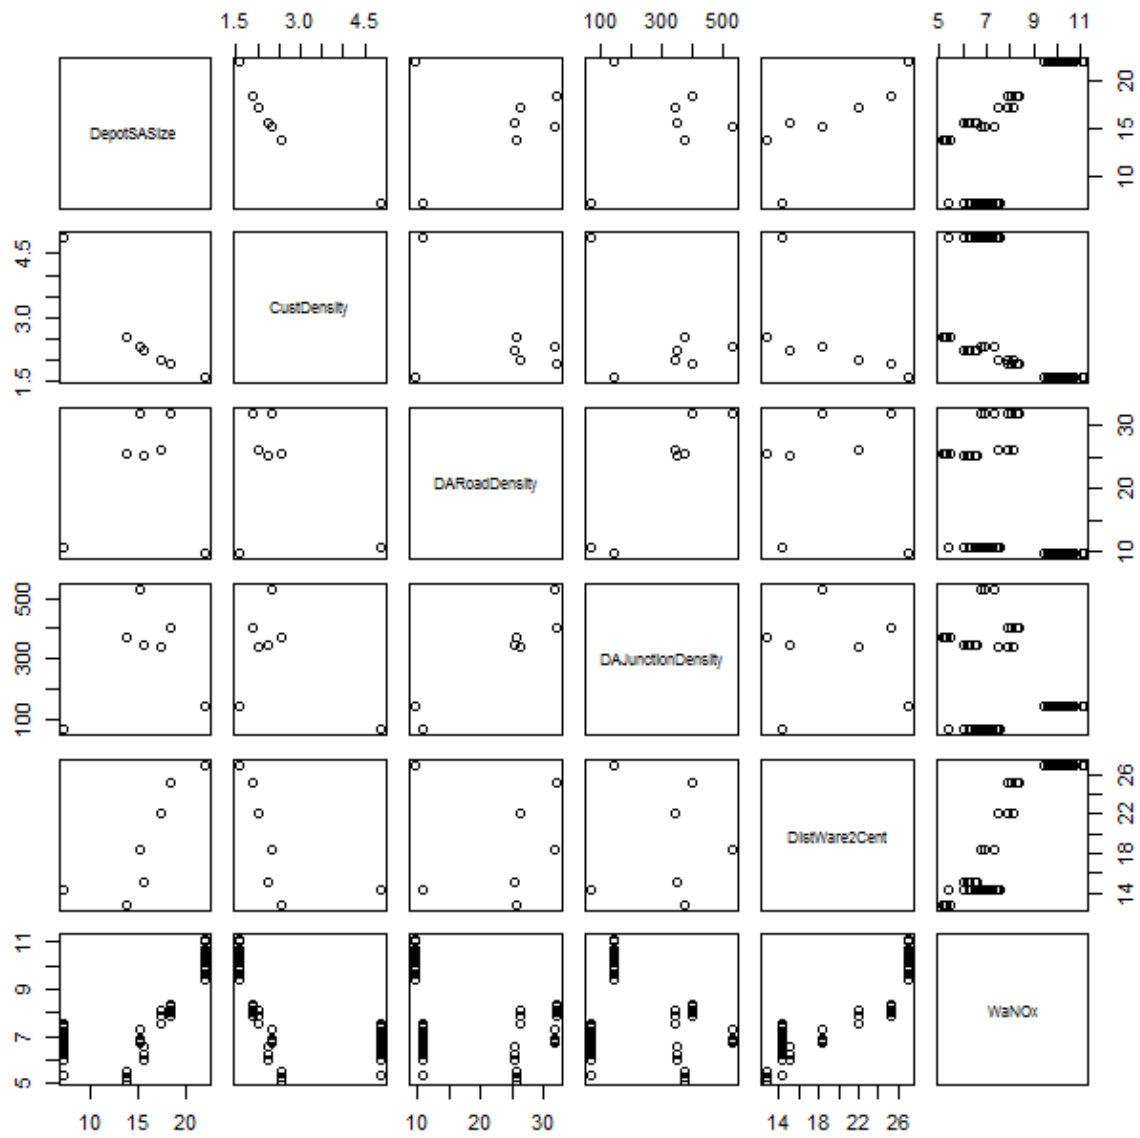 1.5 3.0 4.5 100 300 500 5 7 9 11
DepotSASize 10 15 20
1.5 3.0 4.5 CustDensity
DARoadDensity 10 20 30
100 300 500 DAJunctionDensity
DistWare2Cent 14 18 22 26
5 7 9 11 WaNOx
10 15 20 10 20 30 14 18 22 26